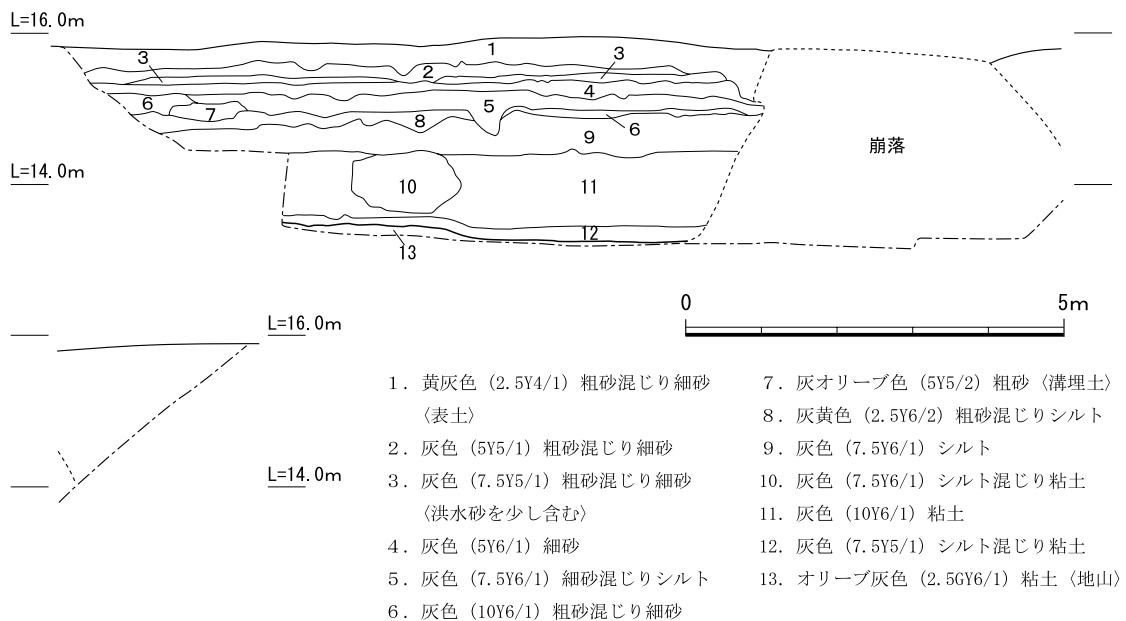 L=16.0m
1
3
3
2
4
6
7
5
8
6
9
崩落
L=14.0m
10
11
12
13
0
5m
L=16.0m
L=14.0m
1．黄灰色（2.5Y4/1）粗砂混じり細砂
〈表土〉
2．灰色（5Y5/1）粗砂混じり細砂
3．灰色（7.5Y5/1）粗砂混じり細砂
〈洪水砂を少し含む〉
4．灰色（5Y6/1）細砂
5．灰色（7.5Y6/1）細砂混じりシルト
6．灰色（10Y6/1）粗砂混じり細砂
7．灰オリーブ色（5Y5/2）粗砂〈溝埋土〉
8．灰黄色（2.5Y6/2）粗砂混じりシルト
9．灰色（7.5Y6/1）シルト
10．灰色（7.5Y6/1）シルト混じり粘土
11．灰色（10Y6/1）粘土
12．灰色（7.5Y5/1）シルト混じり粘土
13．オリーブ灰色（2.5GY6/1）粘土〈地山〉